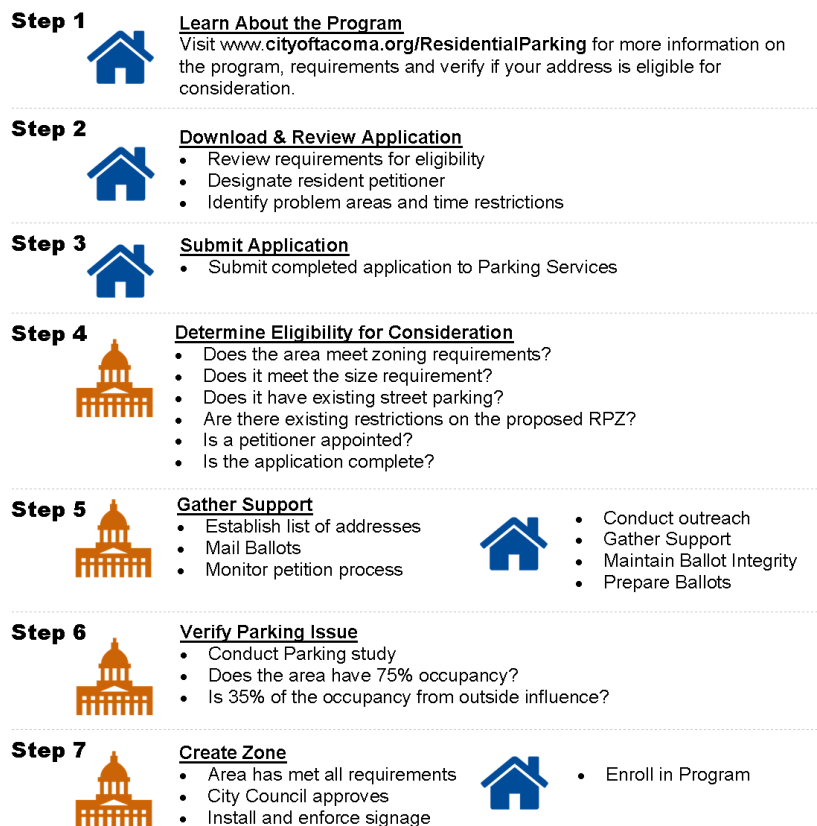 Step 1
Learn About the Program
Visit www.cityoftacoma.org/ResidentialParking for more information on
the program, requirements and verify if your address is eligible for
consideration.
Step 2
Download & Review Application
• Review requirements for eligibility
• Designate resident petitioner
• Identify problem areas and time restrictions
Step 3
Submit Application
• Submit completed application to Parking Services
Step 4
Determine Eligibility for Consideration
• Does the area meet zoning requirements?
• Does it meet the size requirement?
• Does it have existing street parking?
• Are there existing restrictions on the proposed RPZ?
• Is a petitioner appointed?
• Is the application complete?
Step 5
Gather Support
• Establish list of addresses
• Mail Ballots
• Monitor petition process
• Conduct outreach
• Gather Support
• Maintain Ballot Integrity
• Prepare Ballots
Step 6
Verify Parking Issue
• Conduct Parking study
• Does the area have 75% occupancy?
• Is 35% of the occupancy from outside influence?
Step 7
Create Zone
• Area has met all requirements
• City Council approves
• Install and enforce signage
• Enroll in Program